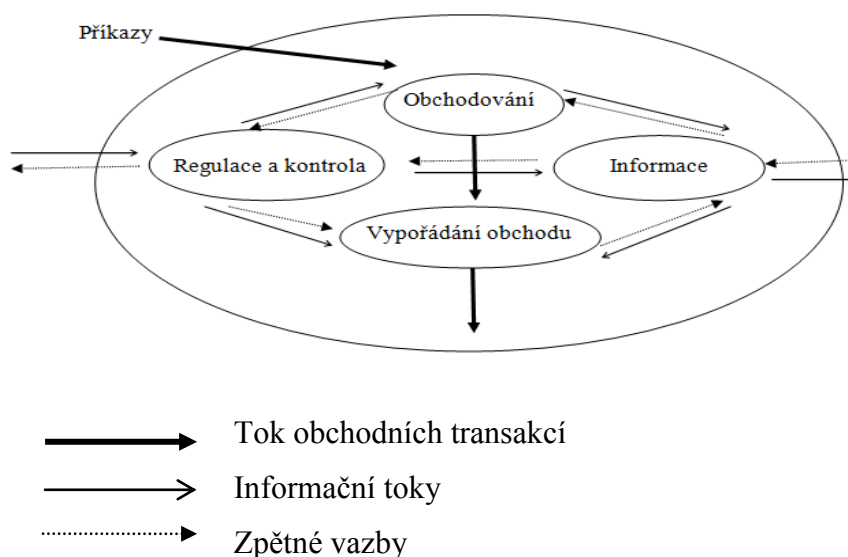 Příkazy
Obchodování
Regulace a kontrola
Informace
Vypořádání obchodu
Tok obchodních transakcí
Informační toky
Zpětné vazby